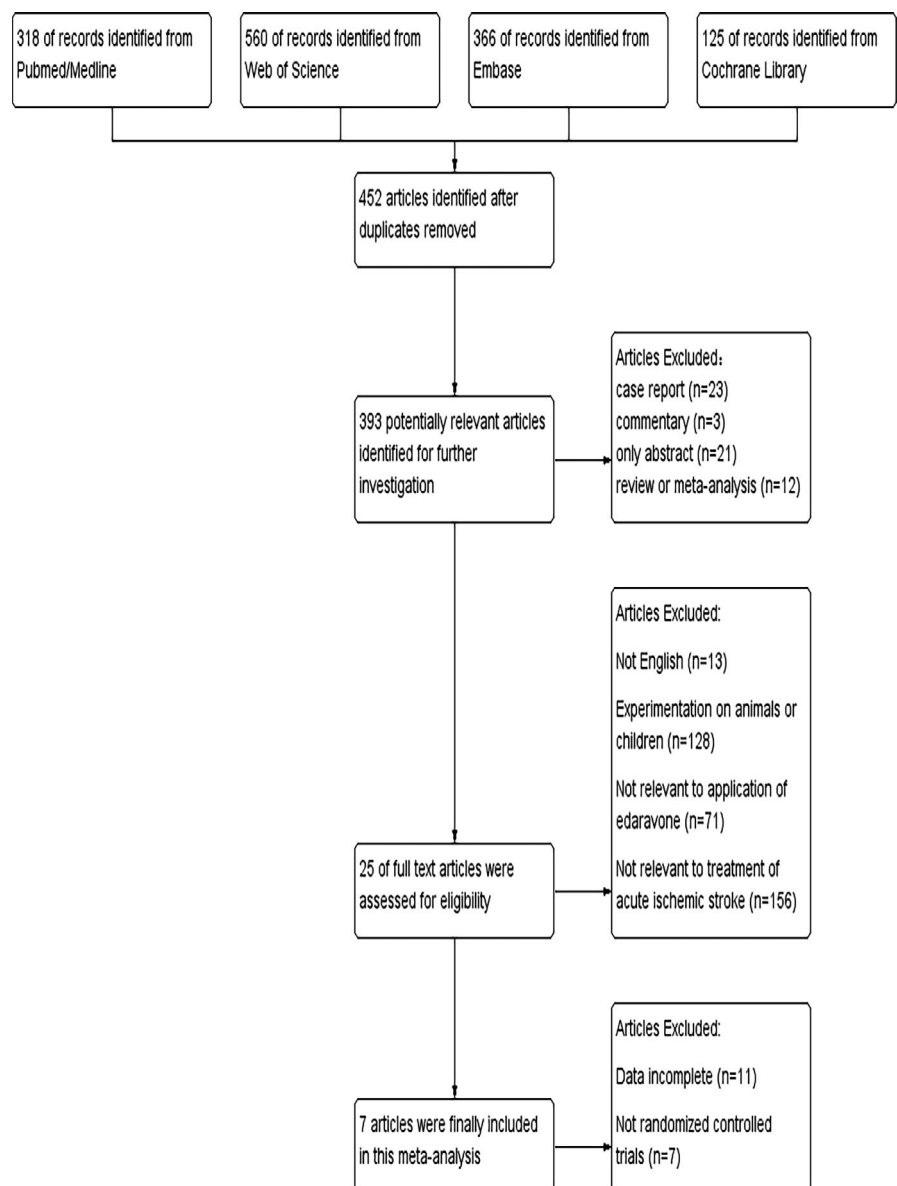 318 of records identified from
Pubmed/Medline
560 of records identified from
Web of Science
366 of records identified from
Embase
125 of records identified from
Cochrane Library
452 articles identified after
duplicates removed
393 potentially relevant articles
identified for further
investigation
Articles Excluded：
case report (n=23)
commentary (n=3)
only abstract (n=21)
review or meta-analysis (n=12)
25 of full text articles were
assessed for eligibility
Articles Excluded:
Not English (n=13)
Experimentation on animals or
children (n=128)
Not relevant to application of
edaravone (n=71)
Not relevant to treatment of
acute ischemic stroke (n=156)
7 articles were finally included
in this meta-analysis
Articles Excluded:
Data incomplete (n=11)
Not randomized controlled
trials (n=7)